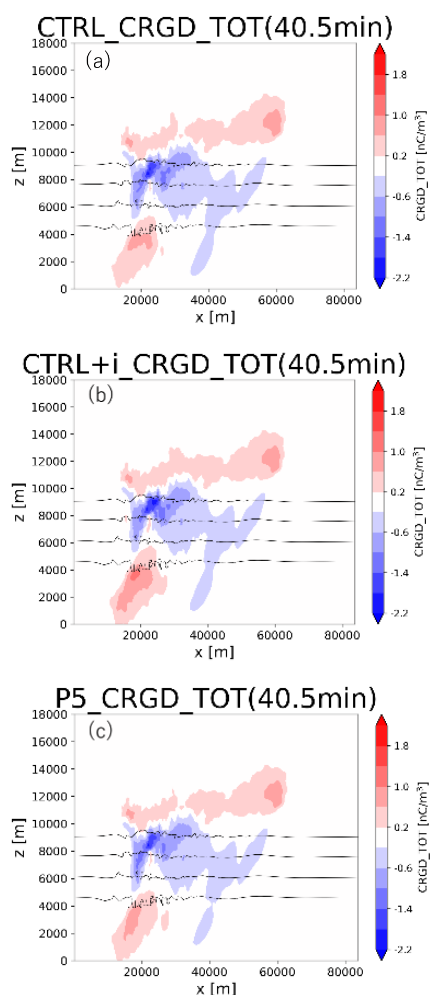 CTRL_CRGD_TOT(40.5min)
(a)
18000
16000
14000
12000
10000
8000
6000
4000
2000
0
z [m]
20000 40000 60000 80000
x [m]
1.8
1.0
0.2
-0.6
-1.4
-2.2
CRGD_TOT [nC/m³]
CTRL+i_CRGD_TOT(40.5min)
(b)
18000
16000
14000
12000
10000
8000
6000
4000
2000
0
z [m]
20000 40000 60000 80000
x [m]
1.8
1.0
0.2
-0.6
-1.4
-2.2
CRGD_TOT [nC/m³]
P5_CRGD_TOT(40.5min)
(c)
18000
16000
14000
12000
10000
8000
6000
4000
2000
0
z [m]
20000 40000 60000 80000
x [m]
1.8
1.0
0.2
-0.6
-1.4
-2.2
CRGD_TOT [nC/m³]